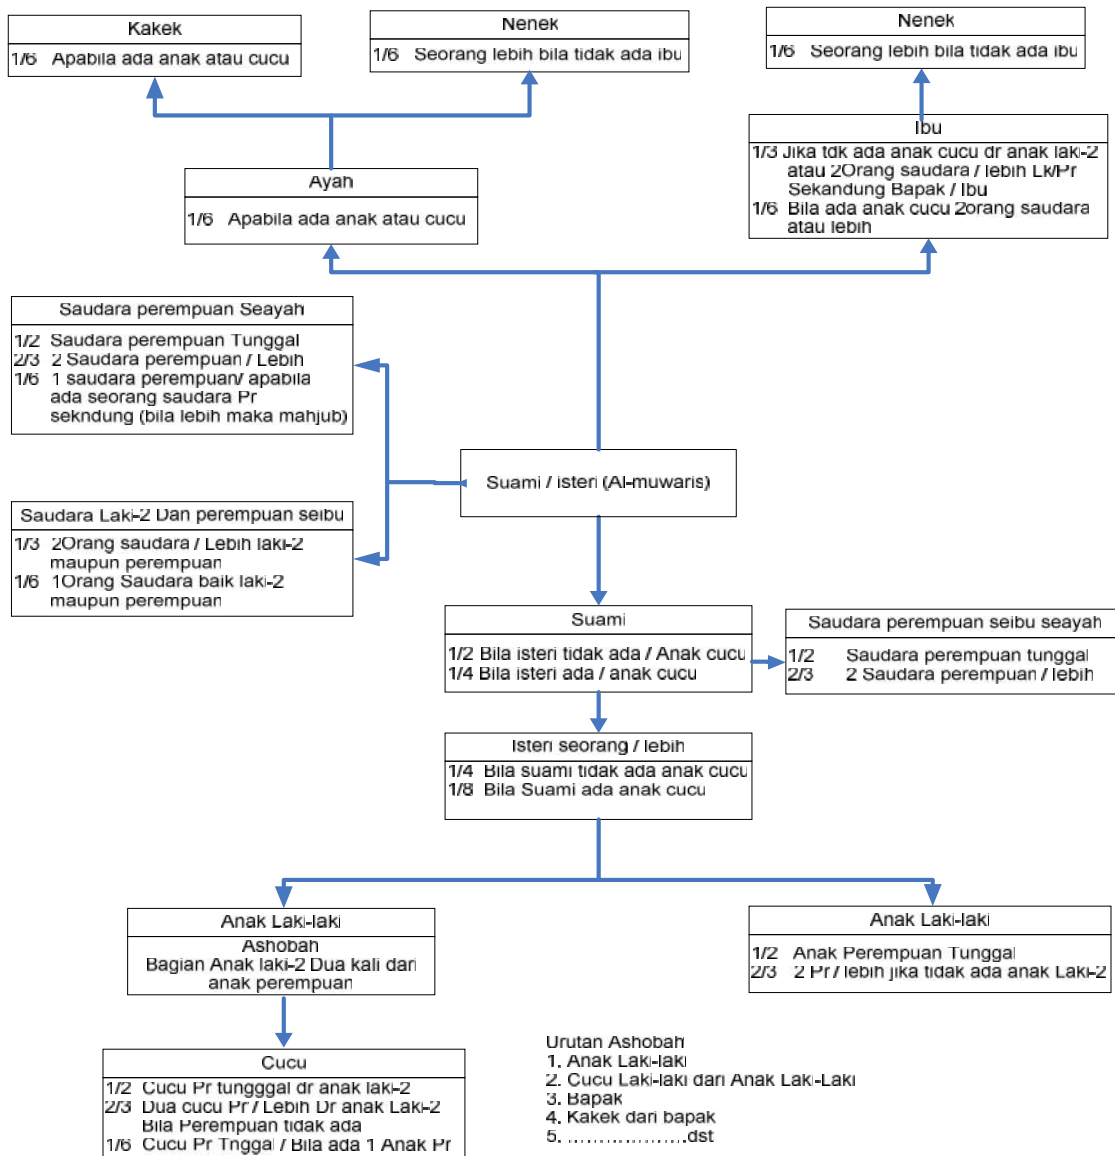 Kakek
1/6 Apabila ada anak atau cucu
Nenek
1/6 Seorang lebih bila tidak ada ibu
Nenek
1/6 Seorang lebih bila tidak ada ibu
Ibu
1/3 Jika tdk ada anak cucu dr anak laki-2
atau 2Orang saudara / lebih Lk/Pr
Sekandung Bapak / Ibu
1/6 Bila ada anak cucu 2orang saudara
atau lebih
Ayah
1/6 Apabila ada anak atau cucu
Saudara perempuan Seayah
1/2 Saudara perempuan Tunggal
2/3 2 Saudara perempuan / Lebih
1/6 1 saudara perempuan/ apabila
ada seorang saudara Pr
sekndung (bila lebih maka mahjub)
Suami / isteri (Al-muwaris)
Saudara Laki-2 Dan perempuan seibu
1/3 2Orang saudara / Lebih laki-2
maupun perempuan
1/6 1Orang Saudara baik laki-2
maupun perempuan
Suami
1/2 Bila isteri tidak ada / Anak cucu
1/4 Bila isteri ada / anak cucu
Saudara perempuan seibu seayah
1/2 Saudara perempuan tunggal
2/3 2 Saudara perempuan / lebih
Isteri seorang / lebih
1/4 Bila suami tidak ada anak cucu
1/8 Bila Suami ada anak cucu
Anak Laki-laki
Ashobah
Bagian Anak laki-2 Dua kali dari
anak perempuan
Anak Laki-laki
1/2 Anak Perempuan Tunggal
2/3 2 Pr / lebih jika tidak ada anak Laki-2
Cucu
1/2 Cucu Pr tungggal dr anak laki-2
2/3 Dua cucu Pr / Lebih Dr anak Laki-2
Bila Perempuan tidak ada
1/6 Cucu Pr Tnggal / Bila ada 1 Anak Pr
Urutan Ashobah
1. Anak Laki-laki
2. Cucu Laki-laki dari Anak Laki-Laki
3. Bapak
4. Kakek dari bapak
5. .....................dst